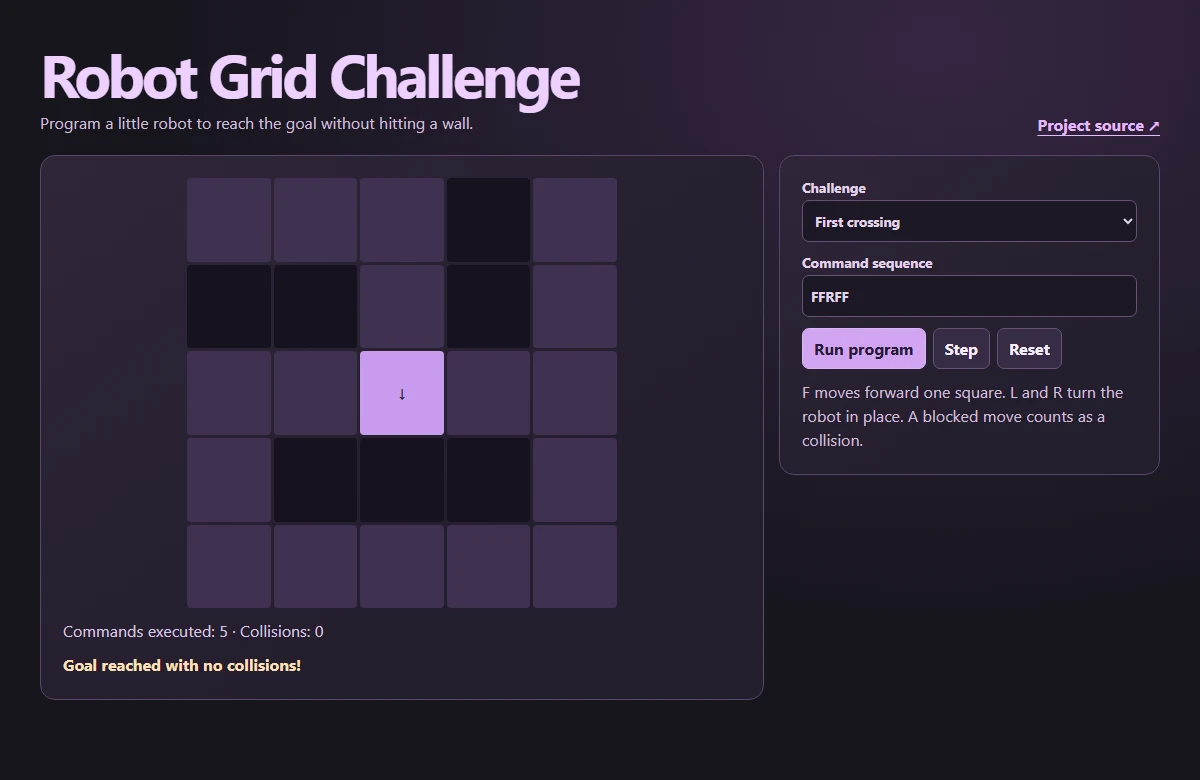 Robot Grid Challenge
Program a little robot to reach the goal without hitting a wall.
Project source ↗
↓
Commands executed: 5 · Collisions: 0
Goal reached with no collisions!
Challenge
First crossing
Command sequence
FFRFF
Run program
Step
Reset
F moves forward one square. L and R turn the
robot in place. A blocked move counts as a
collision.